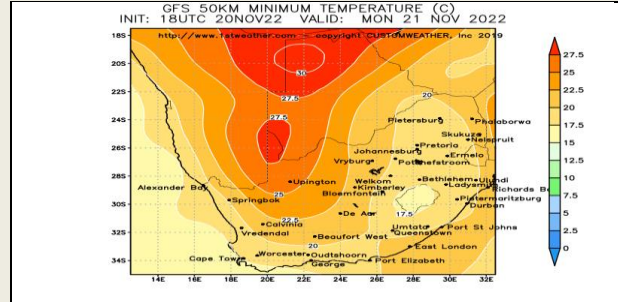 GFS 50KM MINIMUM TEMPERATURE (C)
INIT: 18UTC 20NOV22 VALID: MON 21 NOV 2022
http://www.1stweather.com copyright CUSTOMWEATHER, Inc 2019
18S
20S
22S
24S
26S
28S
30S
32S
34S
14E 16E 18E 20E 22E 24E 26E 28E 30E 32E
30
27.5
27.5
20
25
22.5
20
17.5
Pietersburg
Phalaborwa
Skukuza
Nelspruit
Pretoria
Johannesburg
Ermelo
Vryburg
Potchefstroom
Upington
Welkom
Bethlehem
Ulundi
Kimberley
Ladysmith
Alexander Bay
Bloemfontein
Richards B
Springbok
Pietermaritzburg
Durban
De Aar
Calvinia
Umtata
Port St Johns
Vredendal
Beaufort West
Queenstown
East London
Cape Town
Worcester
Oudtshoorn
George
Port Elizabeth
27.5
25
22.5
20
17.5
15
12.5
10
7.5
5
2.5
0